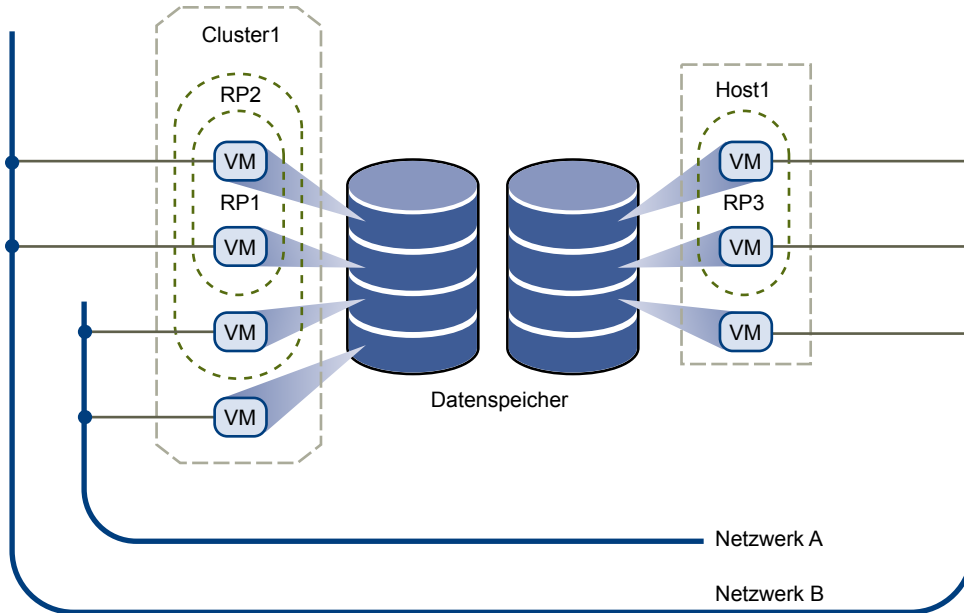 Cluster1
RP2
VM
RP1
VM
VM
VM
Host1
VM
RP3
VM
VM
Datenspeicher
Netzwerk A
Netzwerk B